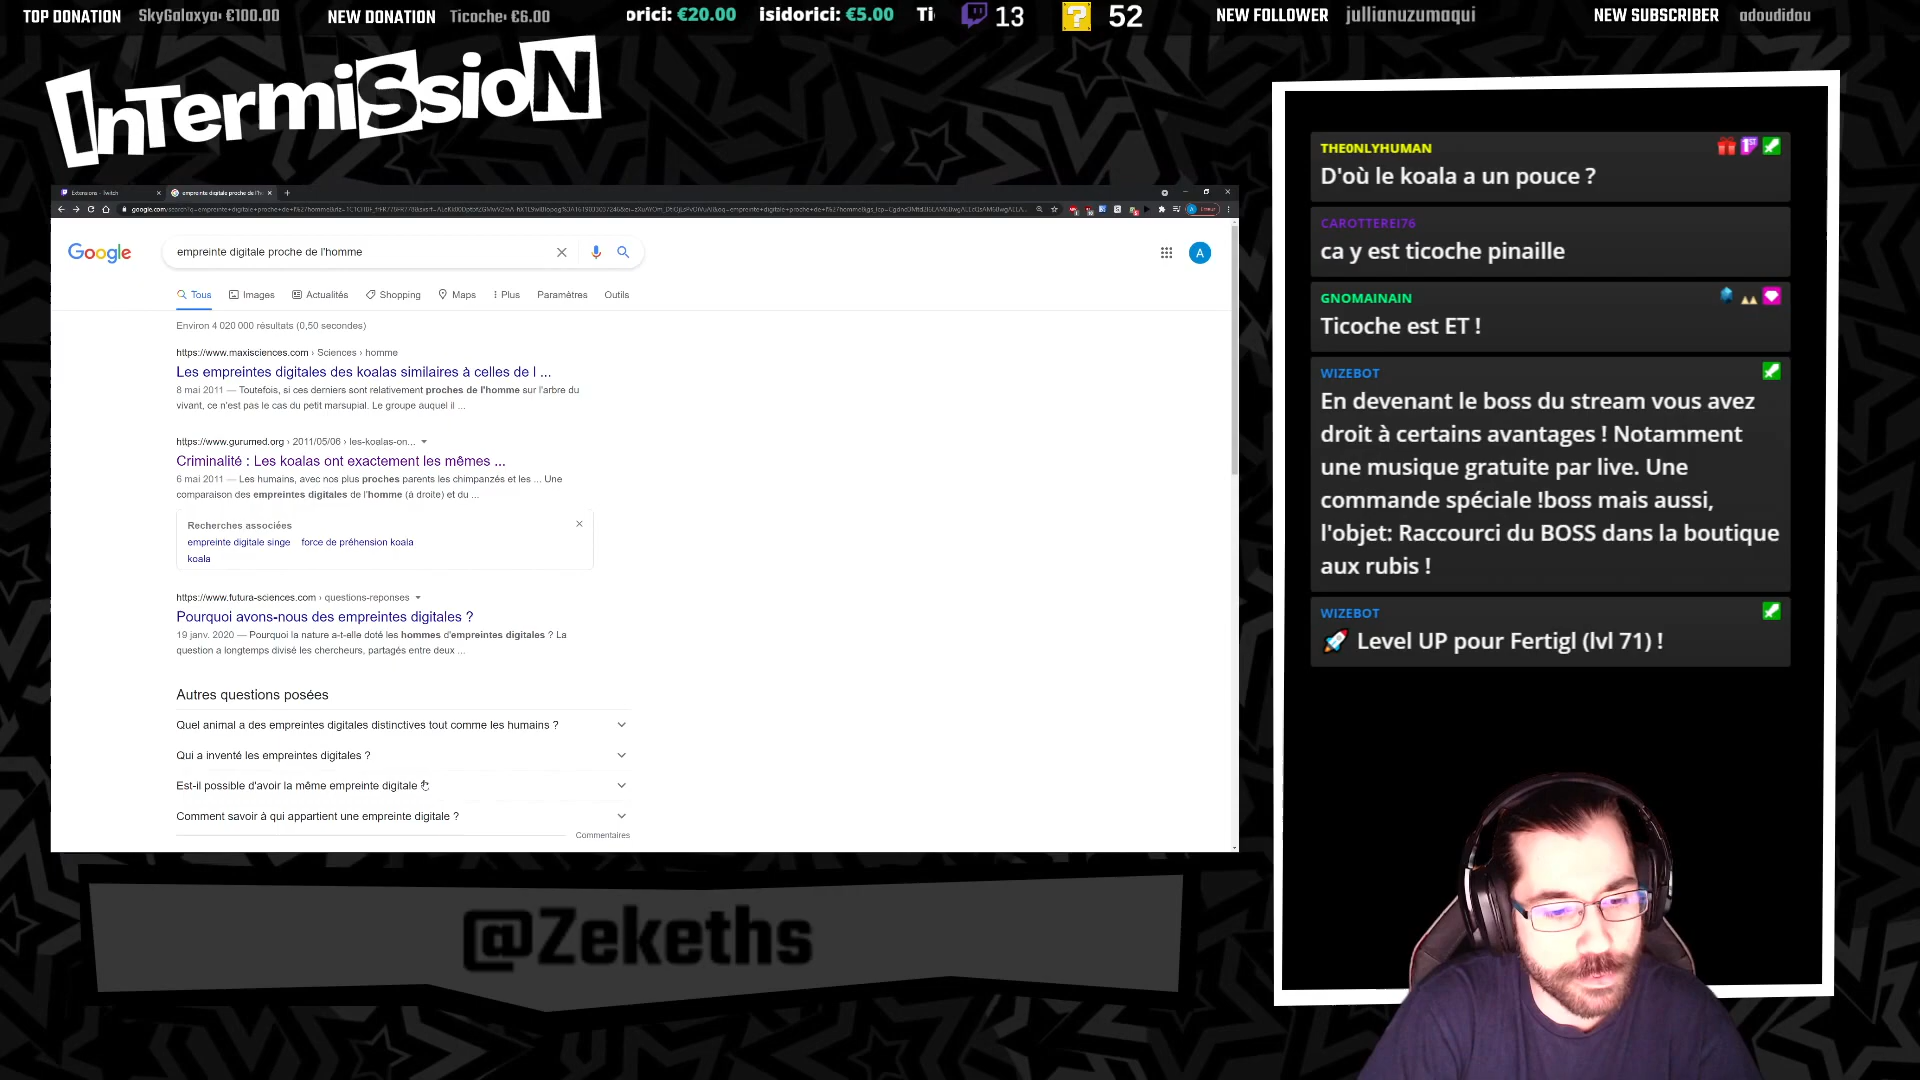 TOP DONATION SkyGalaxya: €100.00 NEW DONATION Ticoche: €6.00 orici: €20.00 isidorici: €5.00 Ti 13 52 NEW FOLLOWER jullianuzumaqui NEW SUBSCRIBER adoudidou
InTermiSSioN
Extensions - Twitch
Google
empreinte digitale proche de l'homme
A
Tous Images Actualités Shopping Maps Plus Paramètres Outils
Environ 4 020 000 résultats (0,50 secondes)
https://www.maxisciences.com › Sciences › homme
Les empreintes digitales des koalas similaires à celles de l ...
8 mai 2011 — Toutefois, si ces derniers sont relativement proches de l'homme sur l'arbre du
vivant, ce n'est pas le cas du petit marsupial. Le groupe auquel il ...
https://www.gurumed.org › 2011/05/06 › les-koalas-on...
Criminalité : Les koalas ont exactement les mêmes ...
6 mai 2011 — Les humains, avec nos plus proches parents les chimpanzés et les ... Une
comparaison des empreintes digitales de l'homme (à droite) et du ...
Recherches associées
empreinte digitale singe force de préhension koala
koala
https://www.futura-sciences.com › questions-reponses
Pourquoi avons-nous des empreintes digitales ?
19 janv. 2020 — Pourquoi la nature a-t-elle doté les hommes d'empreintes digitales ? La
question a longtemps divisé les chercheurs, partagés entre deux ...
Autres questions posées
Quel animal a des empreintes digitales distinctives tout comme les humains ?
Qui a inventé les empreintes digitales ?
Est-il possible d'avoir la même empreinte digitale
Comment savoir à qui appartient une empreinte digitale ?
Commentaires
@Zekeths
THE0NLYHUMAN
D'où le koala a un pouce ?
CAROTTEREI76
ca y est ticoche pinaille
GNOMAINAIN
Ticoche est ET !
WIZEBOT
En devenant le boss du stream vous avez
droit à certains avantages ! Notamment
une musique gratuite par live. Une
commande spéciale !boss mais aussi,
l'objet: Raccourci du BOSS dans la boutique
aux rubis !
WIZEBOT
Level UP pour Fertigl (lvl 71) !